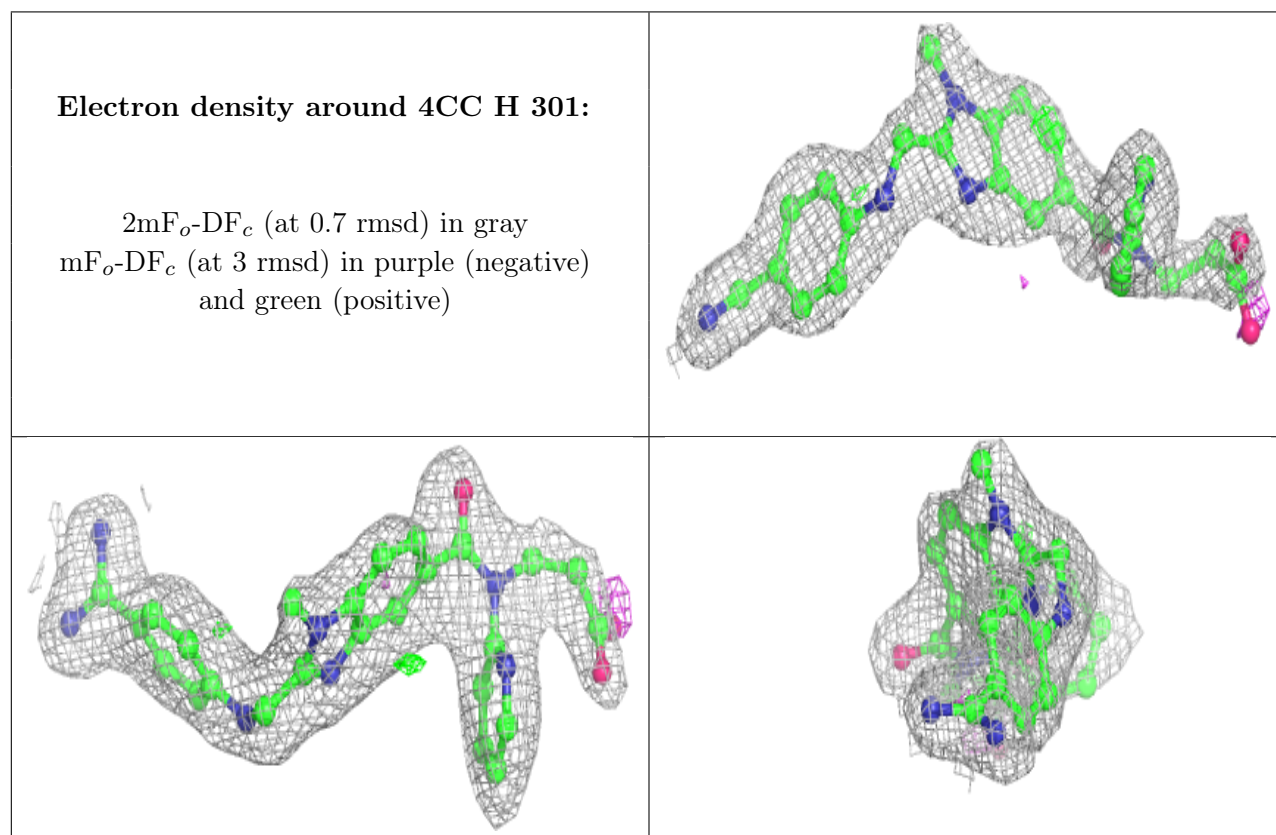 Electron density around 4CC H 301:
2mFₒ-DF𝒸 (at 0.7 rmsd) in gray
mFₒ-DF𝒸 (at 3 rmsd) in purple (negative)
and green (positive)